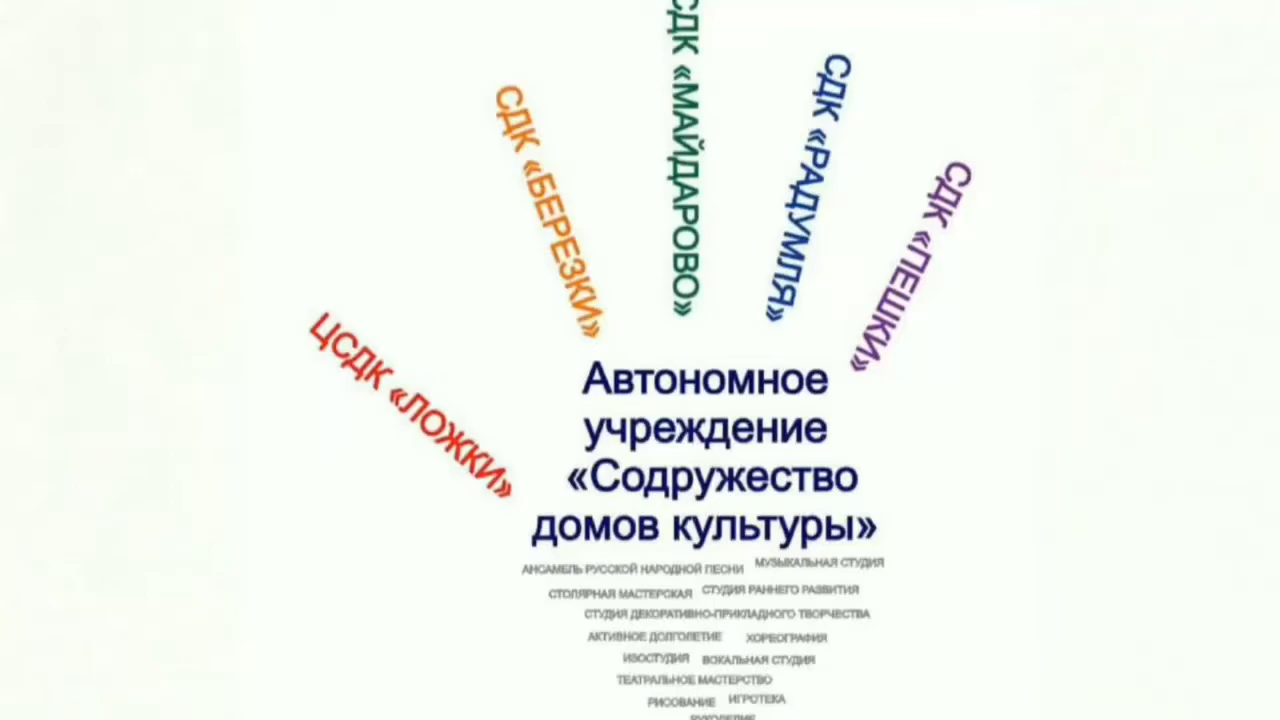 ЦСДК «ЛОЖКИ»
СДК «БЕРЕЗКИ»
СДК «МАЙДАРОВО»
СДК «РАДУМЛЯ»
СДК «ПЕШКИ»
Автономное
учреждение
«Содружество
домов культуры»
АНСАМБЛЬ РУССКОЙ НАРОДНОЙ ПЕСНИ МУЗЫКАЛЬНАЯ СТУДИЯ
СТОЛЯРНАЯ МАСТЕРСКАЯ СТУДИЯ РАННЕГО РАЗВИТИЯ
СТУДИЯ ДЕКОРАТИВНО-ПРИКЛАДНОГО ТВОРЧЕСТВА
АКТИВНОЕ ДОЛГОЛЕТИЕ ХОРЕОГРАФИЯ
ИЗОСТУДИЯ ВОКАЛЬНАЯ СТУДИЯ
ТЕАТРАЛЬНОЕ МАСТЕРСТВО
РИСОВАНИЕ ИГРОТЕКА
РУКОДЕЛИЕ